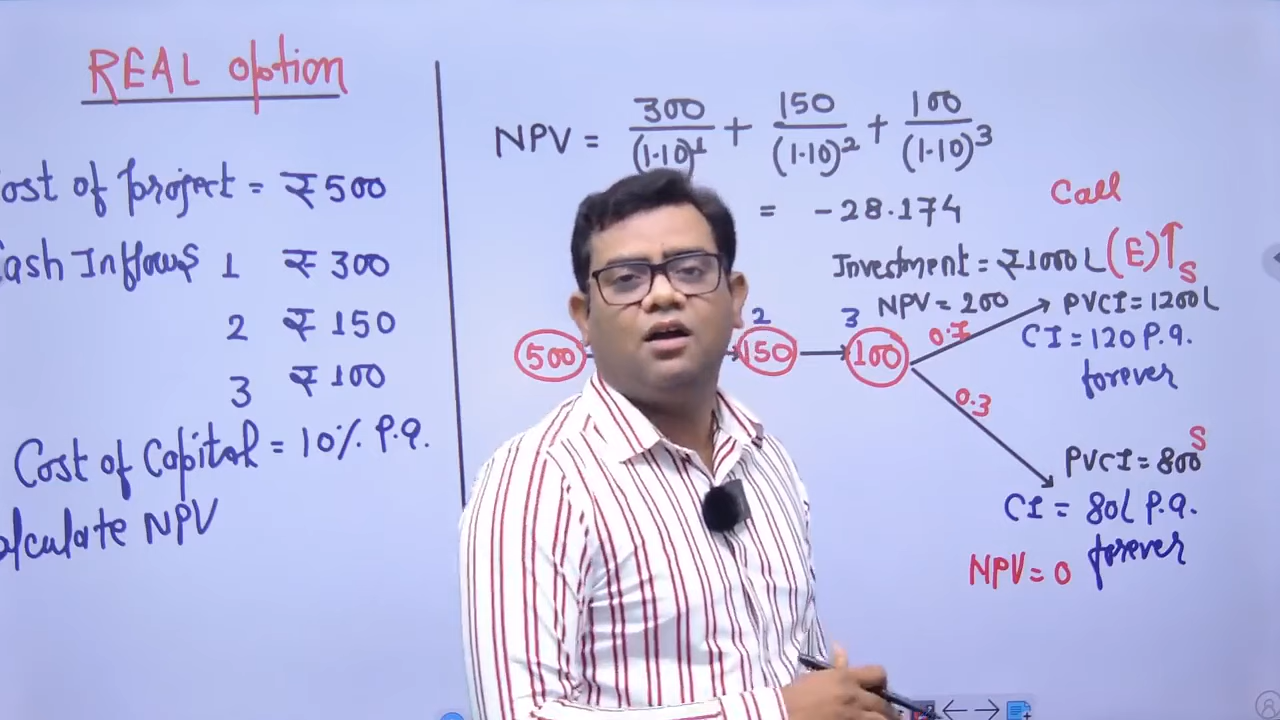 REAL option
ost of project = ₹500
ash Inflows 1 ₹300
2 ₹150
3 ₹100
Cost of Capital = 10% P.a.
alculate NPV
NPV = 300/(1.10)^1 + 150/(1.10)^2 + 100/(1.10)^3
= -28.174
Call
Investment = ₹1000L (E)↑ S
NPV = 200
PVCI = 1200L
CI = 120 P.a.
forever
2
3
500
150
100
0.7
0.3
PVCI = 800 S
CI = 80L P.a.
forever
NPV = 0